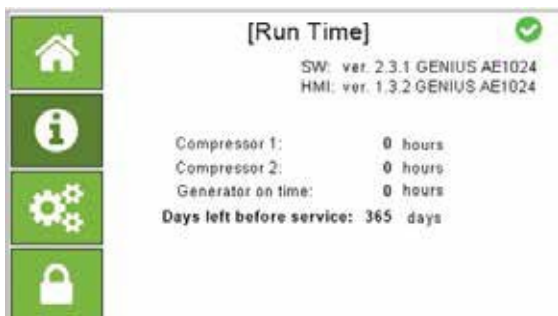 [Run Time]
SW: ver. 2.3.1 GENIUS AE1024
HMI: ver. 1.3.2 GENIUS AE1024
Compressor 1: 0 hours
Compressor 2: 0 hours
Generator on time: 0 hours
Days left before service: 365 days